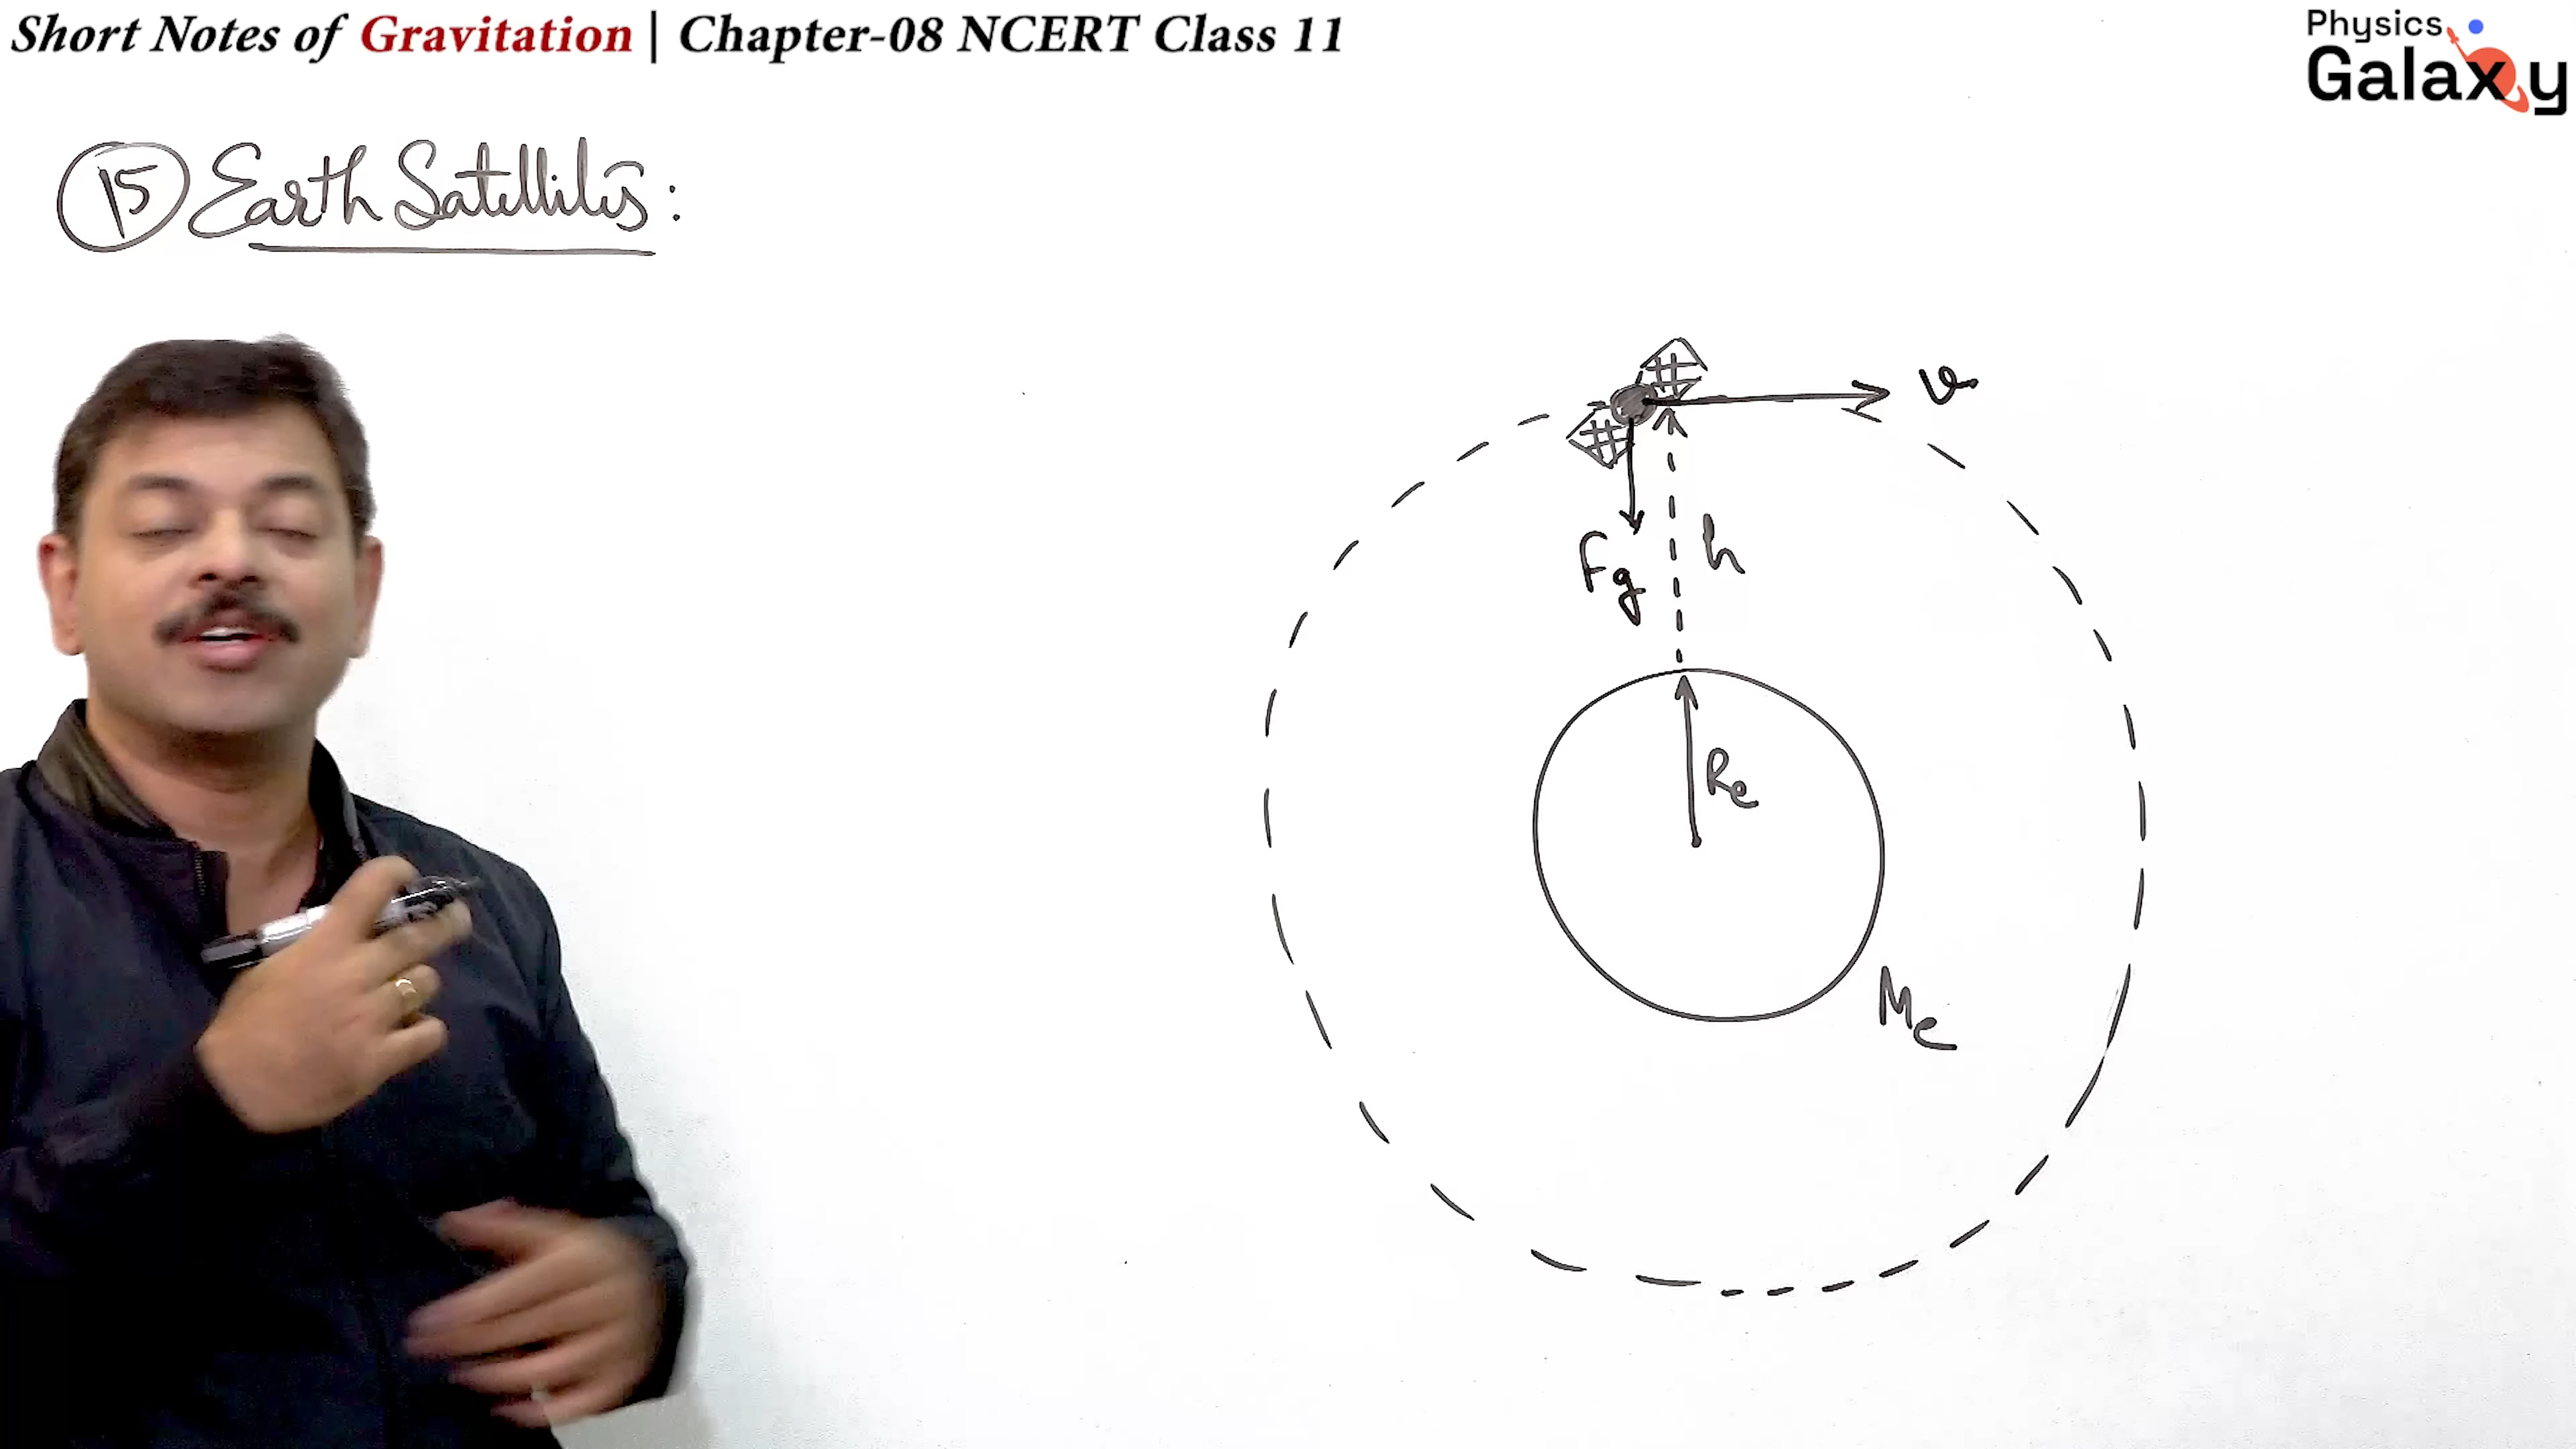 Short Notes of Gravitation | Chapter-08 NCERT Class 11
Physics
Galaxy
15 Earth Satellites:
v
Fg
h
Re
Me